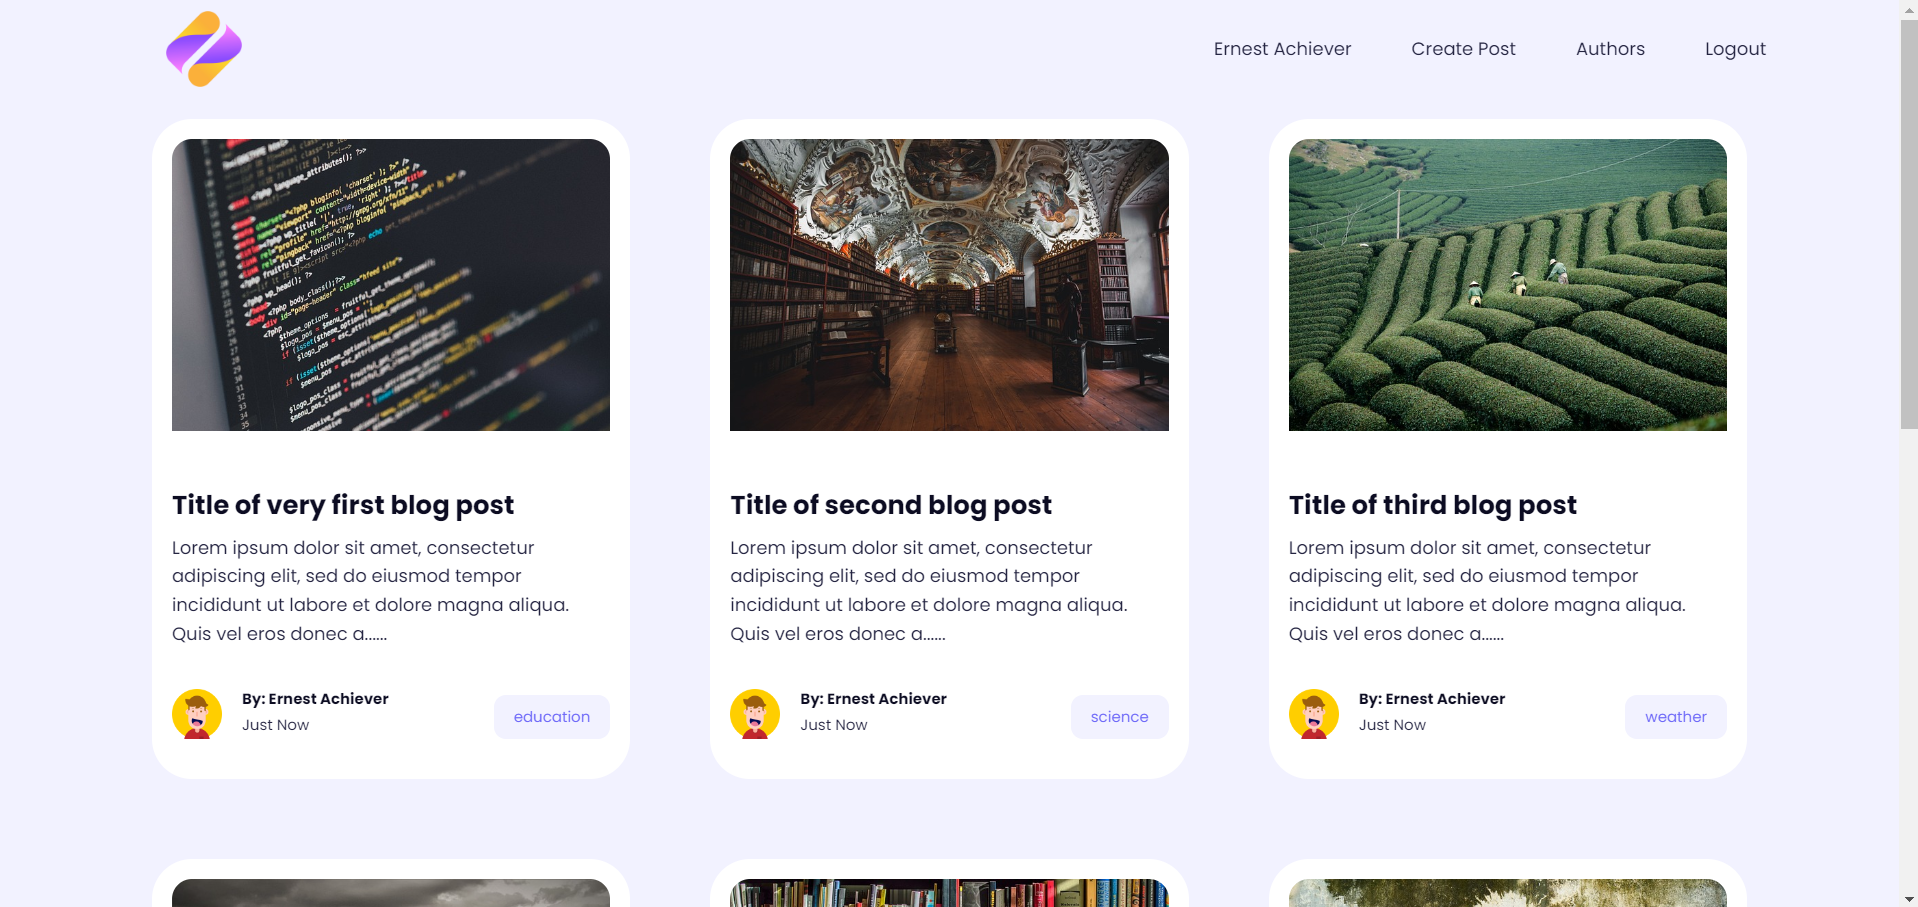 Ernest Achiever
Create Post
Authors
Logout
Title of very first blog post
Lorem ipsum dolor sit amet, consectetur
adipiscing elit, sed do eiusmod tempor
incididunt ut labore et dolore magna aliqua.
Quis vel eros donec a......
By: Ernest Achiever
Just Now
education
Title of second blog post
Lorem ipsum dolor sit amet, consectetur
adipiscing elit, sed do eiusmod tempor
incididunt ut labore et dolore magna aliqua.
Quis vel eros donec a......
By: Ernest Achiever
Just Now
science
Title of third blog post
Lorem ipsum dolor sit amet, consectetur
adipiscing elit, sed do eiusmod tempor
incididunt ut labore et dolore magna aliqua.
Quis vel eros donec a......
By: Ernest Achiever
Just Now
weather